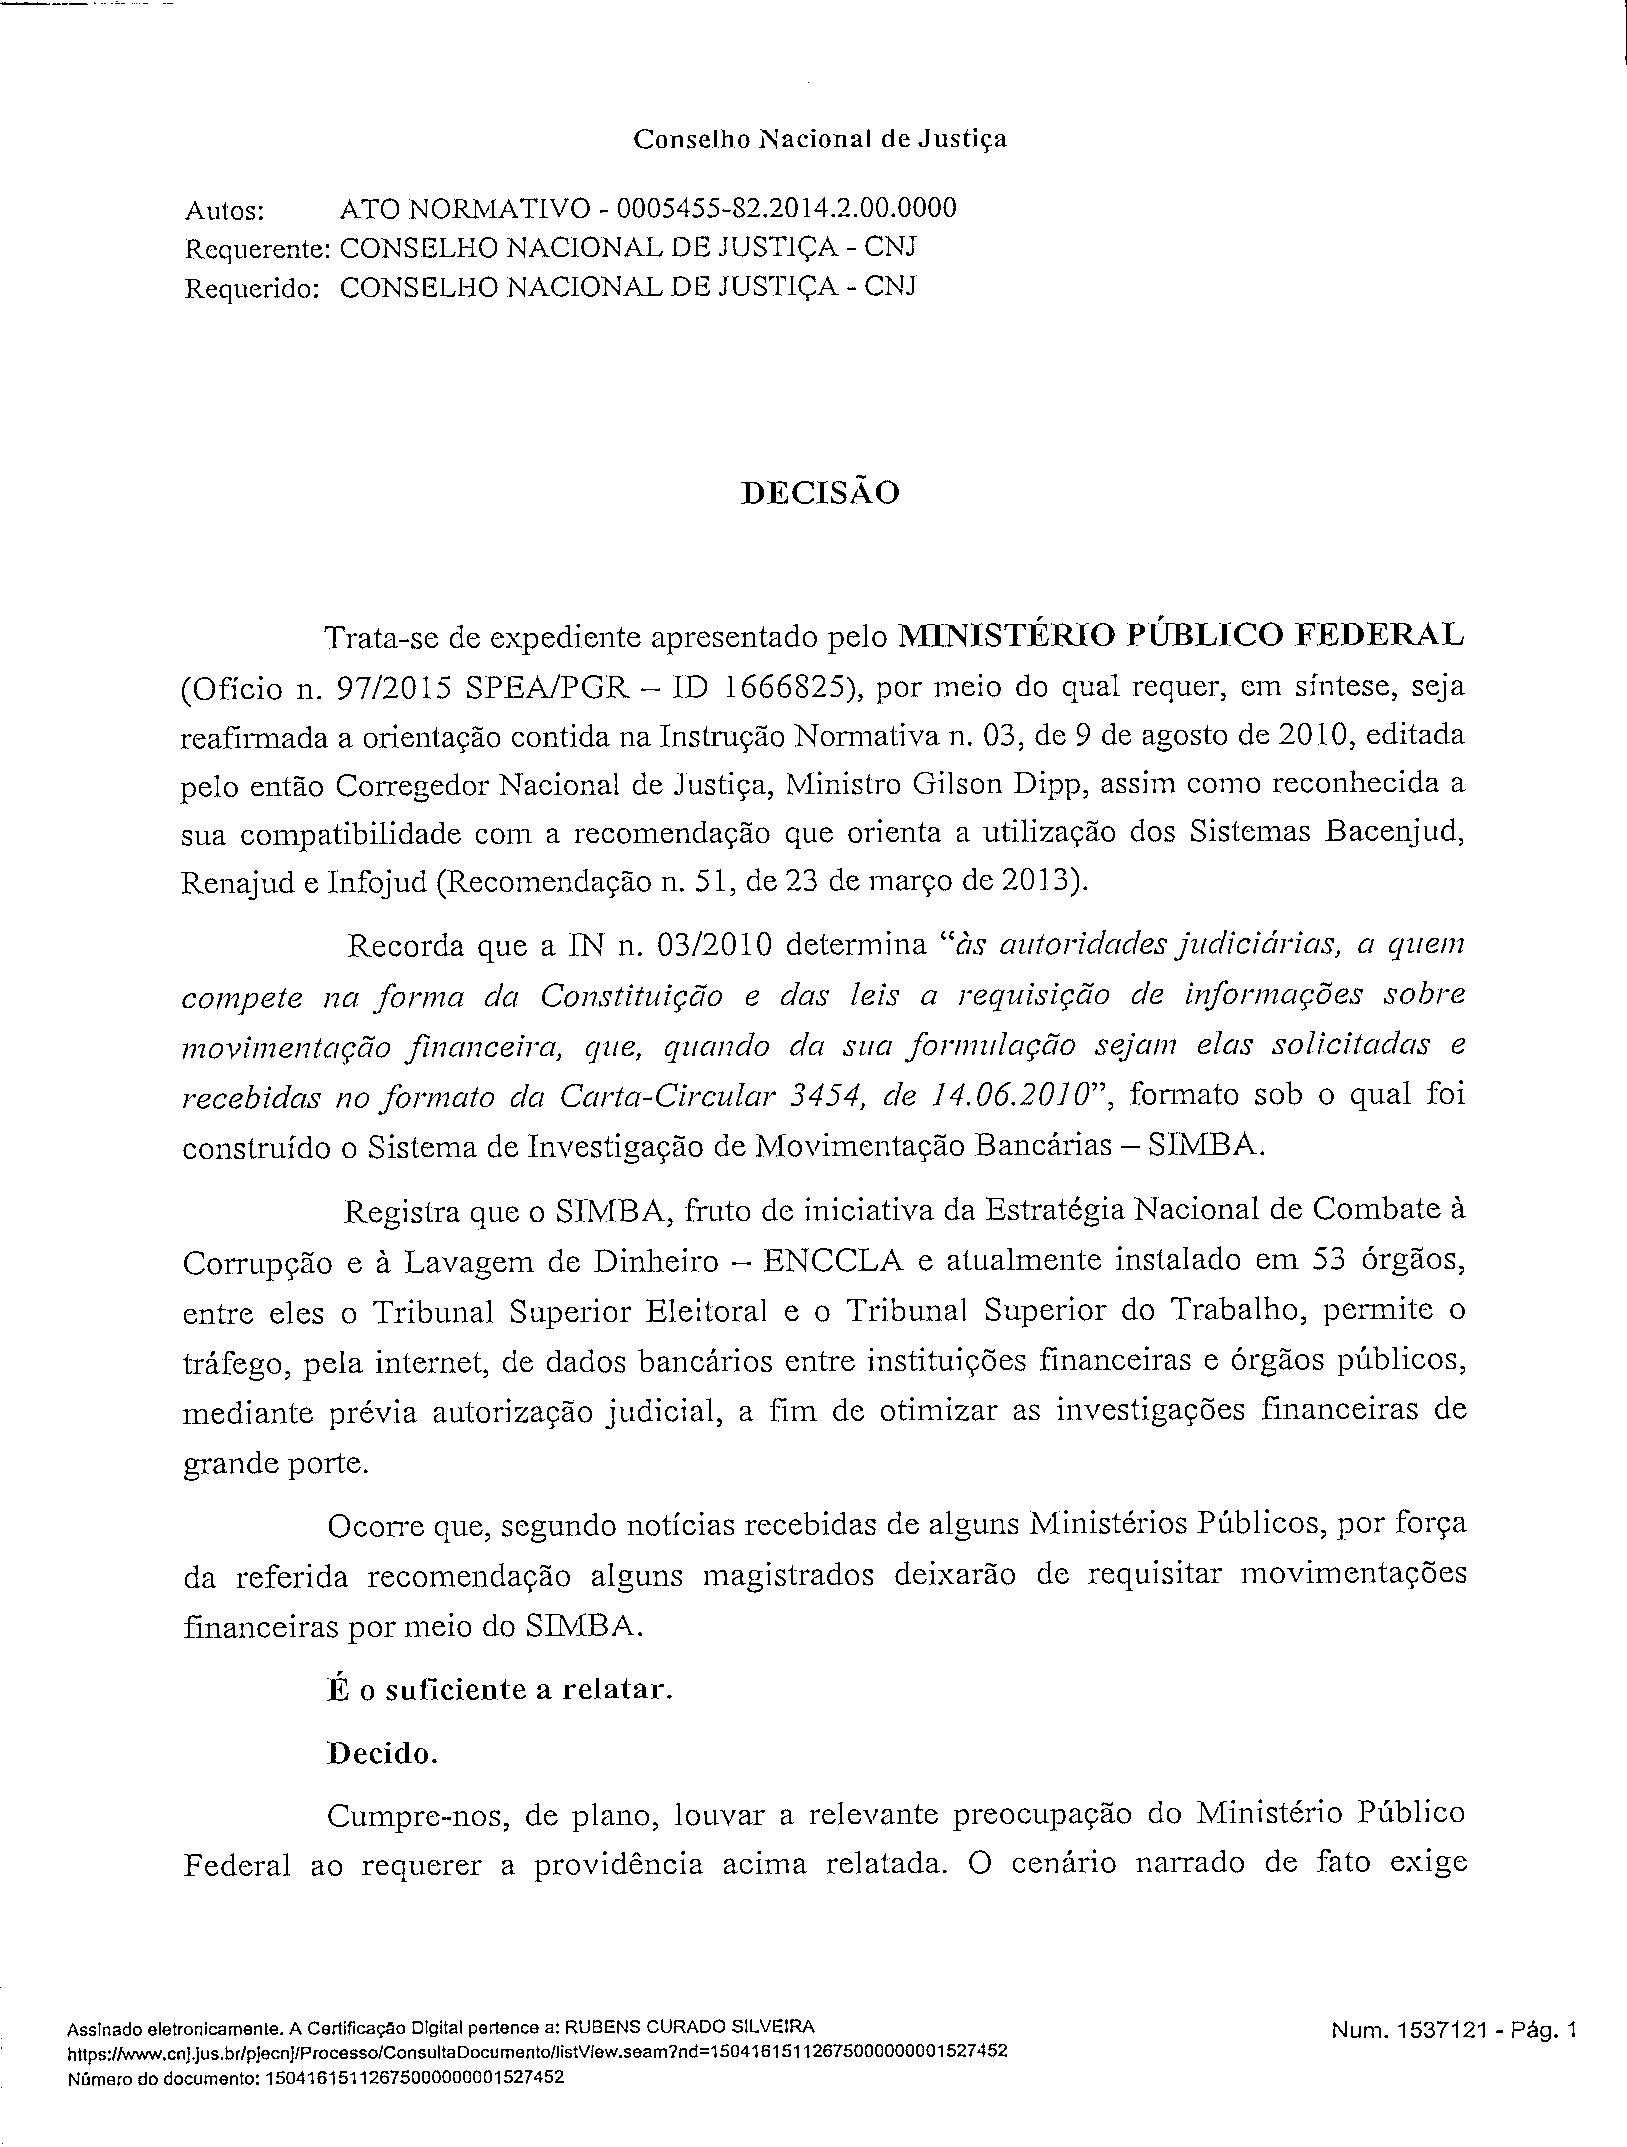 Conselho Nacional de Justiça
Autos: ATO NORMATIVO - 0005455-82.2014.2.00.0000
Requerente: CONSELHO NACIONAL DE JUSTIÇA - CNJ
Requerido: CONSELHO NACIONAL DE JUSTIÇA - CNJ
DECISÃO
Trata-se de expediente apresentado pelo MINISTÉRIO PÚBLICO FEDERAL
(Ofício n. 97/2015 SPEA/PGR – ID 1666825), por meio do qual requer, em síntese, seja
reafirmada a orientação contida na Instrução Normativa n. 03, de 9 de agosto de 2010, editada
pelo então Corregedor Nacional de Justiça, Ministro Gilson Dipp, assim como reconhecida a
sua compatibilidade com a recomendação que orienta a utilização dos Sistemas Bacenjud,
Renajud e Infojud (Recomendação n. 51, de 23 de março de 2013).
Recorda que a IN n. 03/2010 determina “às autoridades judiciárias, a quem
compete na forma da Constituição e das leis a requisição de informações sobre
movimentação financeira, que, quando da sua formulação sejam elas solicitadas e
recebidas no formato da Carta-Circular 3454, de 14.06.2010”, formato sob o qual foi
construído o Sistema de Investigação de Movimentação Bancárias – SIMBA.
Registra que o SIMBA, fruto de iniciativa da Estratégia Nacional de Combate à
Corrupção e à Lavagem de Dinheiro – ENCCLA e atualmente instalado em 53 órgãos,
entre eles o Tribunal Superior Eleitoral e o Tribunal Superior do Trabalho, permite o
tráfego, pela internet, de dados bancários entre instituições financeiras e órgãos públicos,
mediante prévia autorização judicial, a fim de otimizar as investigações financeiras de
grande porte.
Ocorre que, segundo notícias recebidas de alguns Ministérios Públicos, por força
da referida recomendação alguns magistrados deixarão de requisitar movimentações
financeiras por meio do SIMBA.
É o suficiente a relatar.
Decido.
Cumpre-nos, de plano, louvar a relevante preocupação do Ministério Público
Federal ao requerer a providência acima relatada. O cenário narrado de fato exige
Assinado eletronicamente. A Certificação Digital pertence a: RUBENS CURADO SILVEIRA
https://www.cnj.jus.br/pjecnj/Processo/ConsultaDocumento/listView.seam?nd=15041615112675000000001527452
Número do documento: 15041615112675000000001527452
Num. 1537121 - Pág. 1